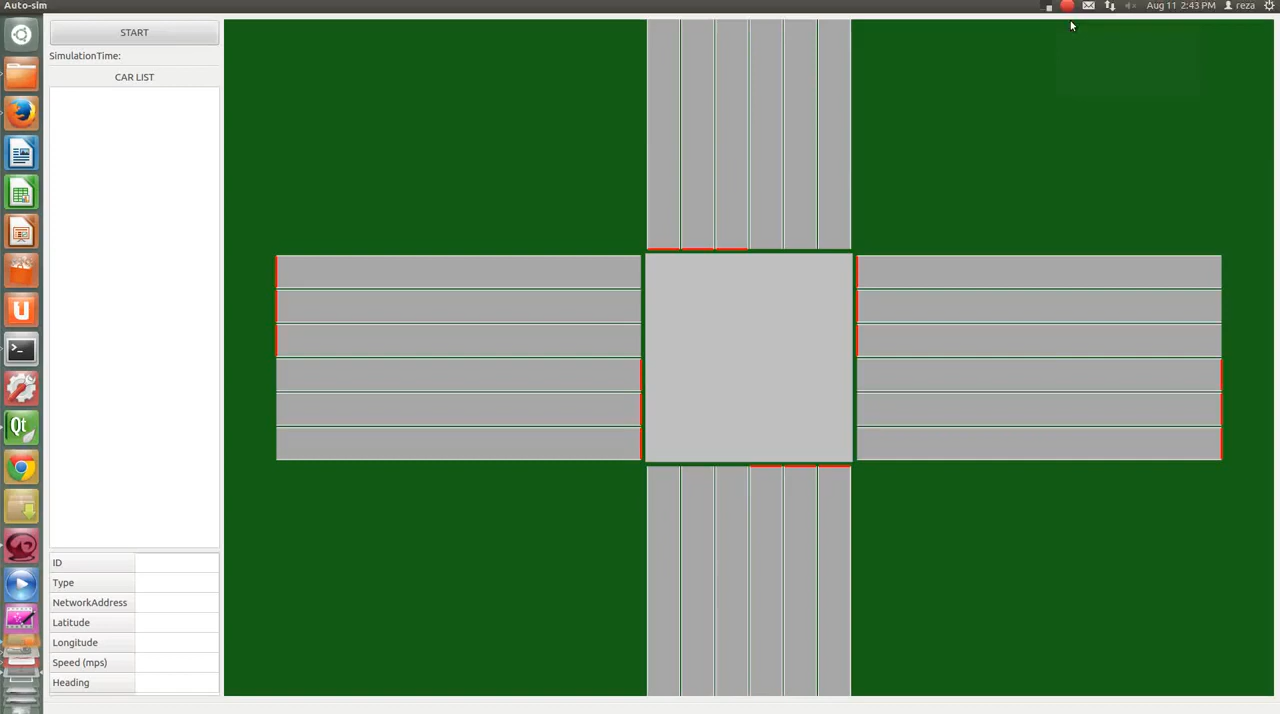 Auto-sim
Aug 11 2:43 PM reza
START
SimulationTime:
CAR LIST
ID
Type
NetworkAddress
Latitude
Longitude
Speed (mps)
Heading
Qt